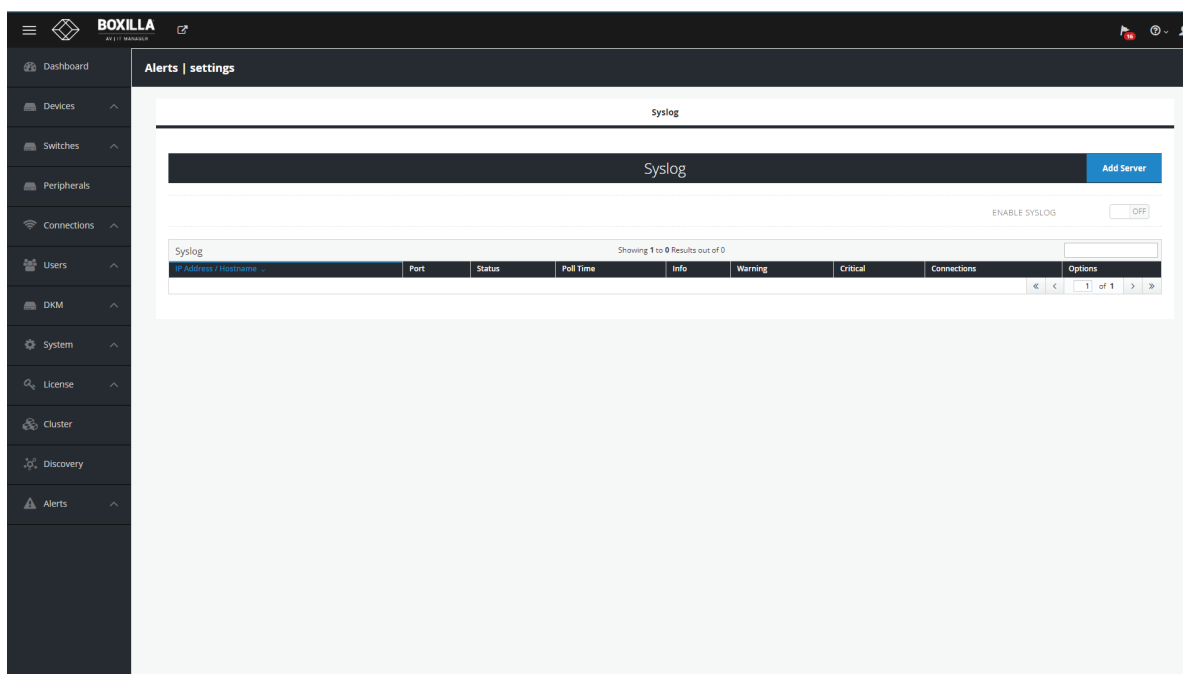 BOXILLA
AV | IT MANAGER
16
Dashboard
Alerts | settings
Devices
Syslog
Switches
Syslog
Add Server
Peripherals
Connections
ENABLE SYSLOG
OFF
Users
Syslog
Showing 1 to 0 Results out of 0
IP Address / Hostname
Port
Status
Poll Time
Info
Warning
Critical
Connections
Options
1 of 1
DKM
System
License
Cluster
Discovery
Alerts